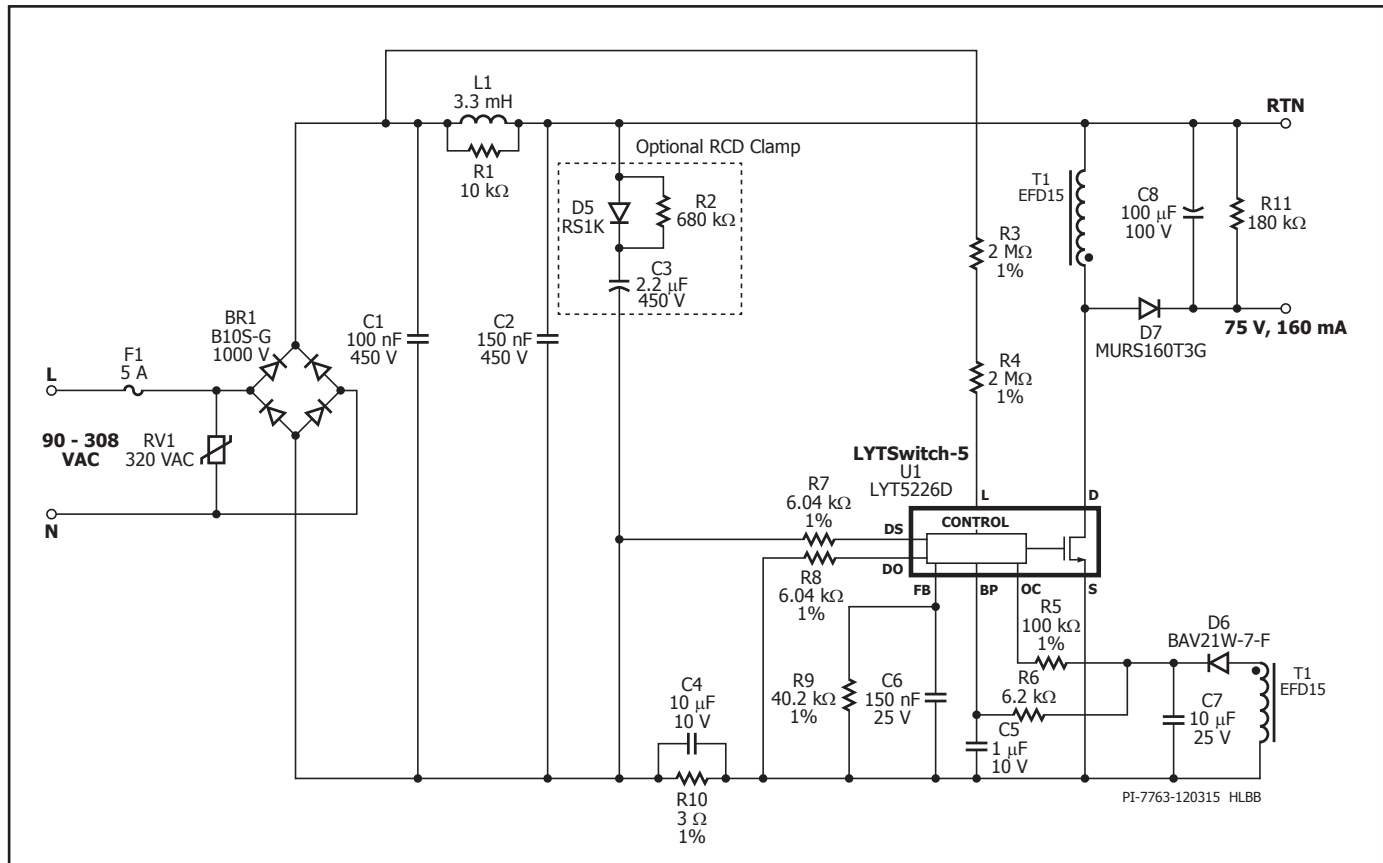 L1
3.3 mH
R1
10 kΩ
RTN
Optional RCD Clamp
D5
RS1K
R2
680 kΩ
C3
2.2 μF
450 V
T1
EFD15
C8
100 μF
100 V
R11
180 kΩ
R3
2 MΩ
1%
R4
2 MΩ
1%
D7
MURS160T3G
75 V, 160 mA
BR1
B10S-G
1000 V
C1
100 nF
450 V
C2
150 nF
450 V
F1
5 A
L
90 - 308
VAC
RV1
320 VAC
N
LYTSwitch-5
U1
LYT5226D
L
D
CONTROL
DS
DO
FB
BP
OC
S
R7
6.04 kΩ
1%
R8
6.04 kΩ
1%
R5
100 kΩ
1%
R6
6.2 kΩ
D6
BAV21W-7-F
T1
EFD15
C4
10 μF
10 V
R9
40.2 kΩ
1%
C6
150 nF
25 V
C5
1 μF
10 V
C7
10 μF
25 V
R10
3 Ω
1%
PI-7763-120315 HLBB